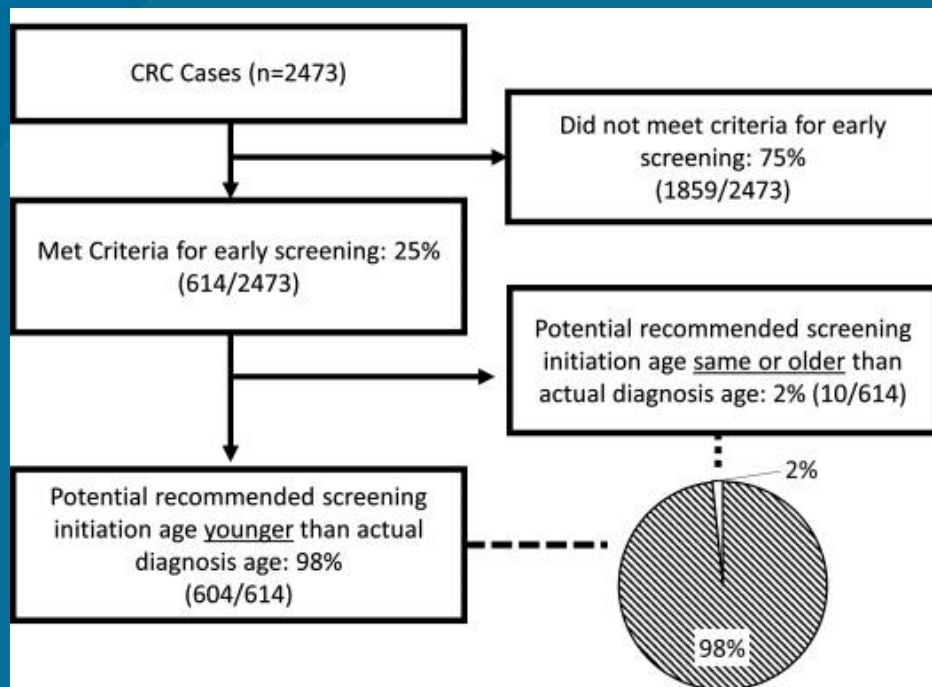 CRC Cases (n=2473)
Did not meet criteria for early
screening: 75%
(1859/2473)
Met Criteria for early screening: 25%
(614/2473)
Potential recommended screening
initiation age same or older than
actual diagnosis age: 2% (10/614)
Potential recommended screening
initiation age younger than actual
diagnosis age: 98%
(604/614)
2%
98%